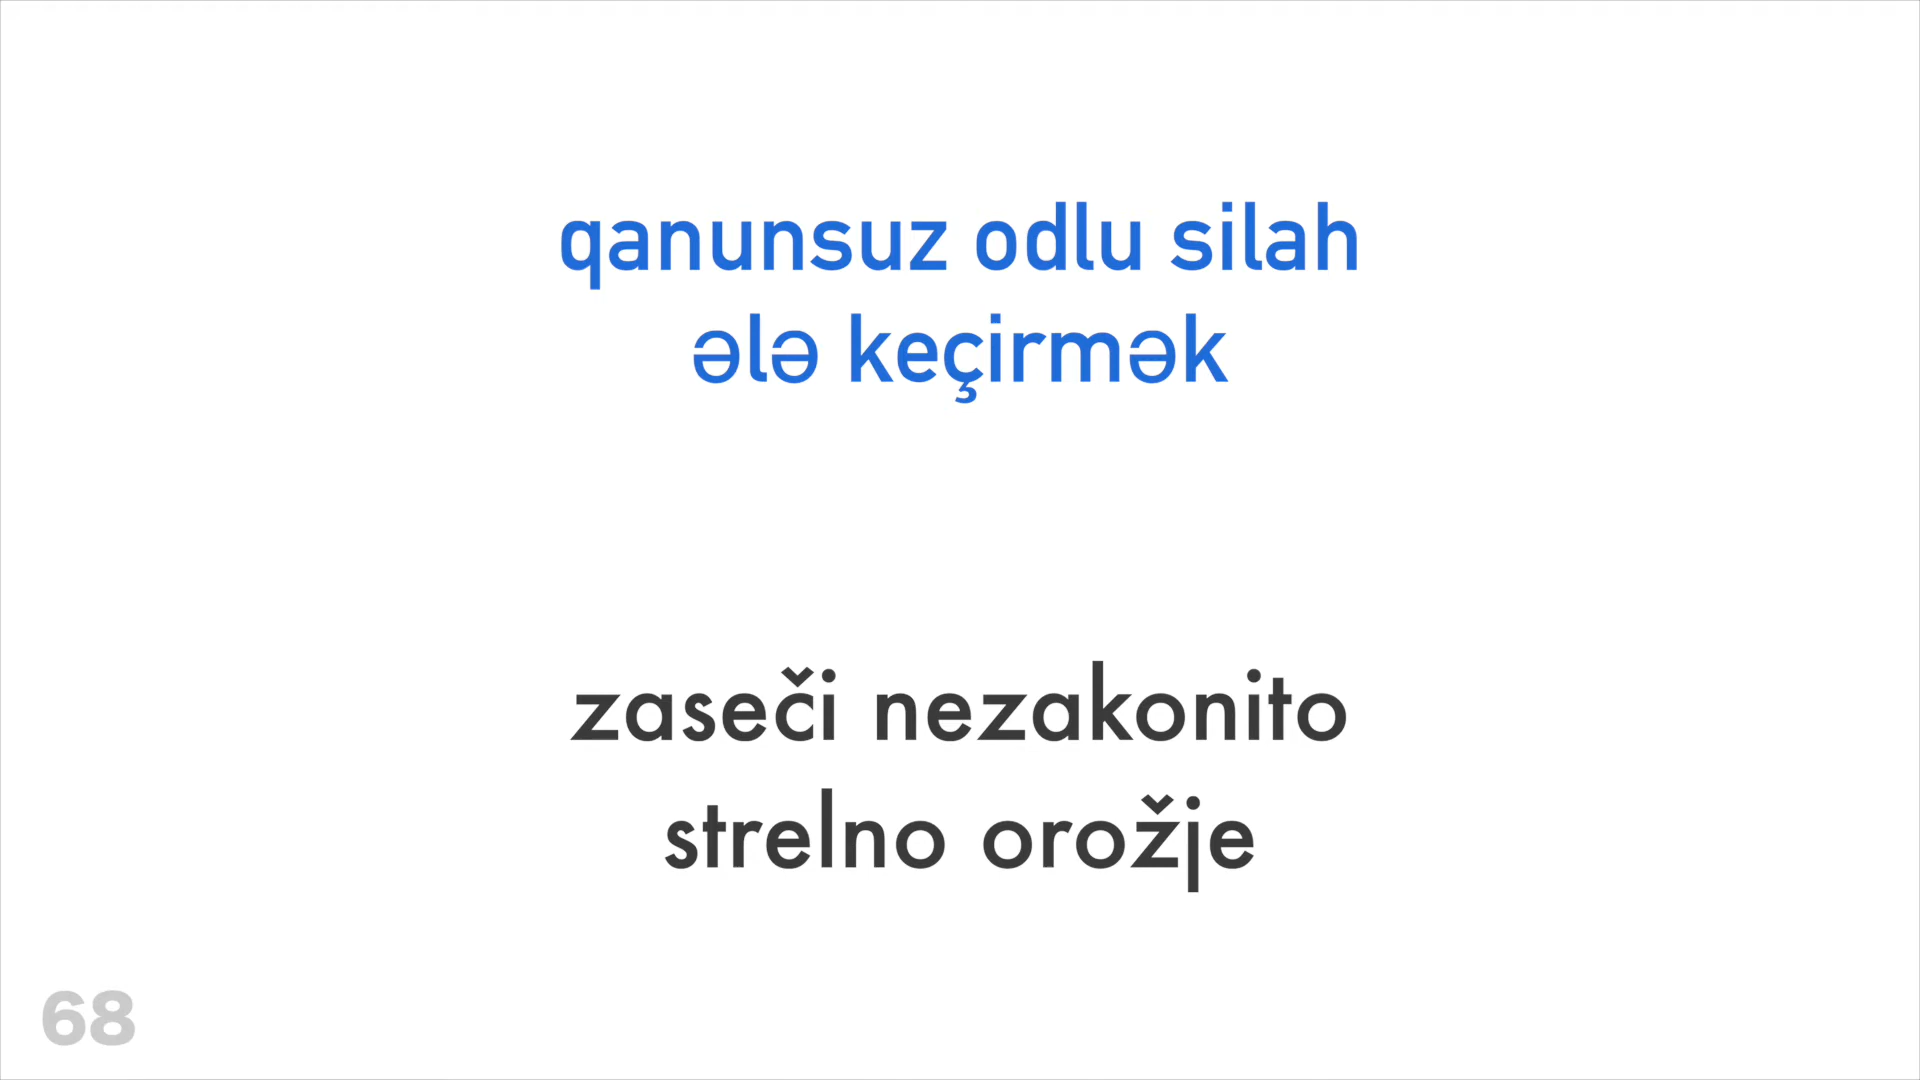 qanunsuz odlu silah
ələ keçirmək
zaseči nezakonito
strelno orožje
68